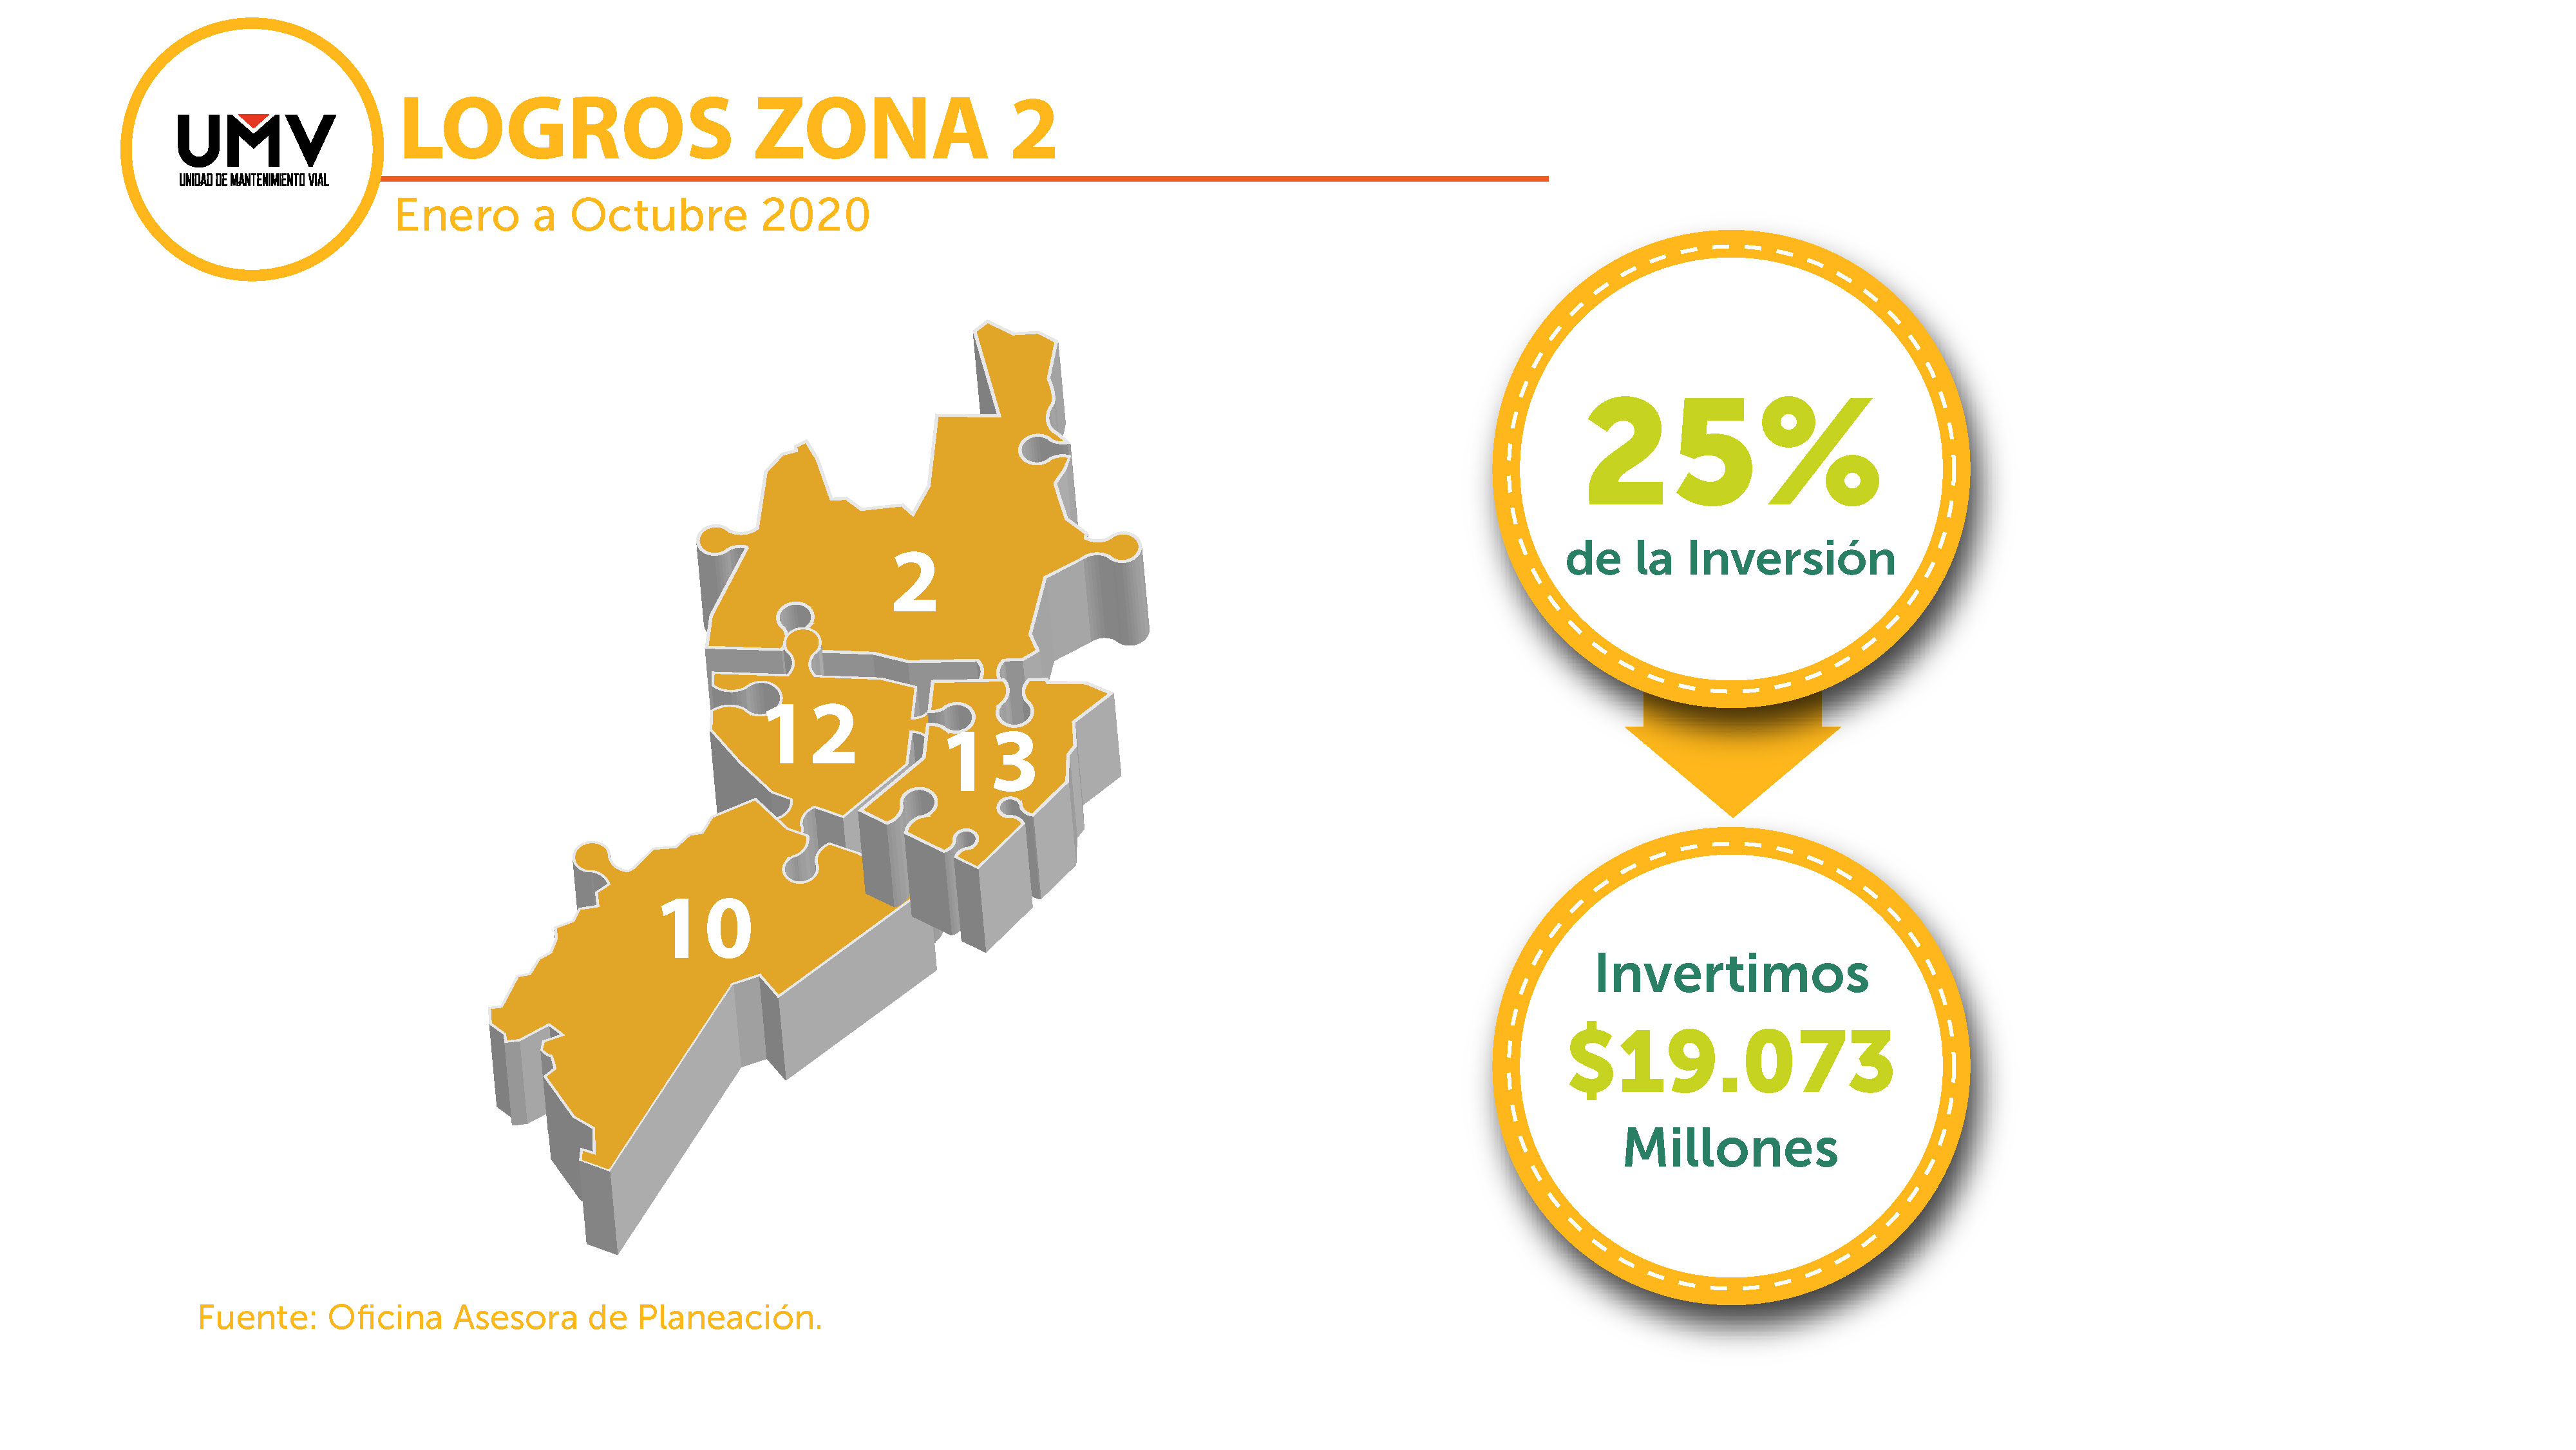 UMV
UNIDAD DE MANTENIMIENTO VIAL
LOGROS ZONA 2
Enero a Octubre 2020
2
12
13
10
25%
de la Inversión
Invertimos
$19.073
Millones
Fuente: Oficina Asesora de Planeación.